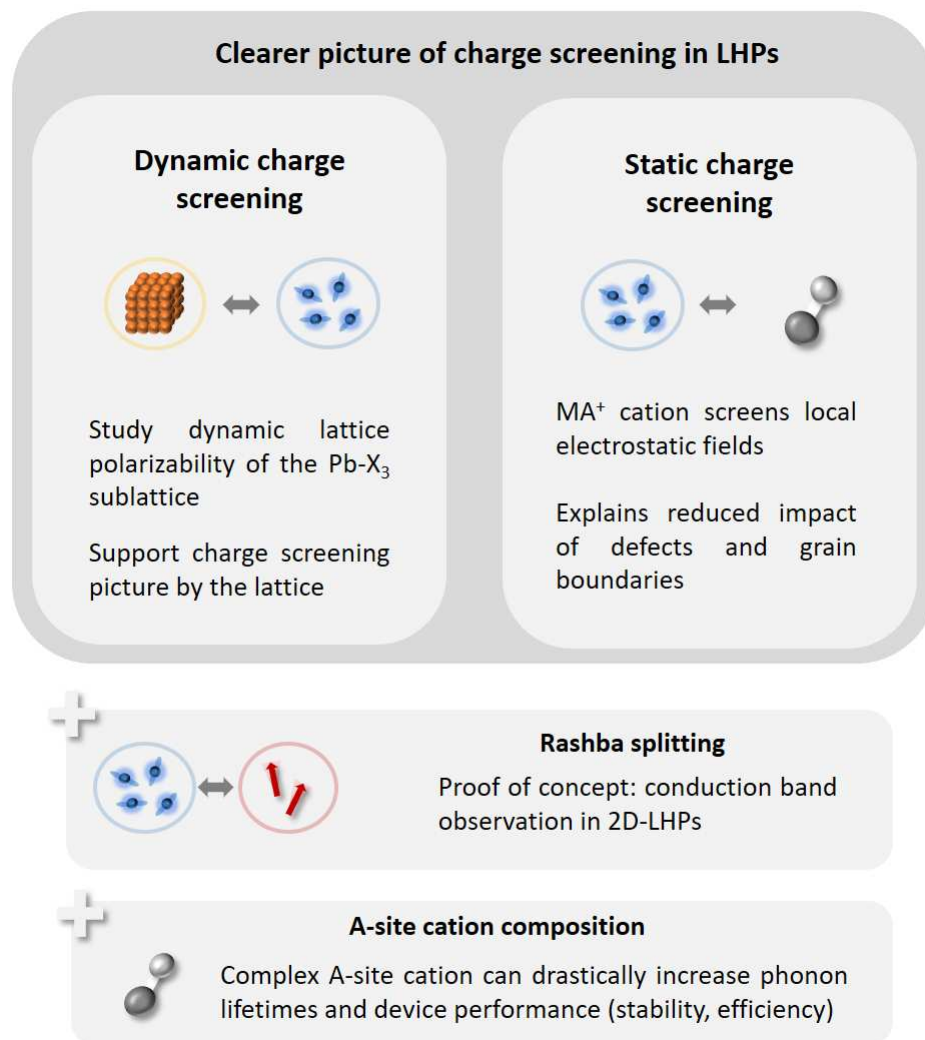 Clearer picture of charge screening in LHPs
Dynamic charge
screening
Study dynamic lattice
polarizability of the Pb-X₃
sublattice
Support charge screening
picture by the lattice
Static charge
screening
MA⁺ cation screens local
electrostatic fields
Explains reduced impact
of defects and grain
boundaries
Rashba splitting
Proof of concept: conduction band
observation in 2D-LHPs
A-site cation composition
Complex A-site cation can drastically increase phonon
lifetimes and device performance (stability, efficiency)